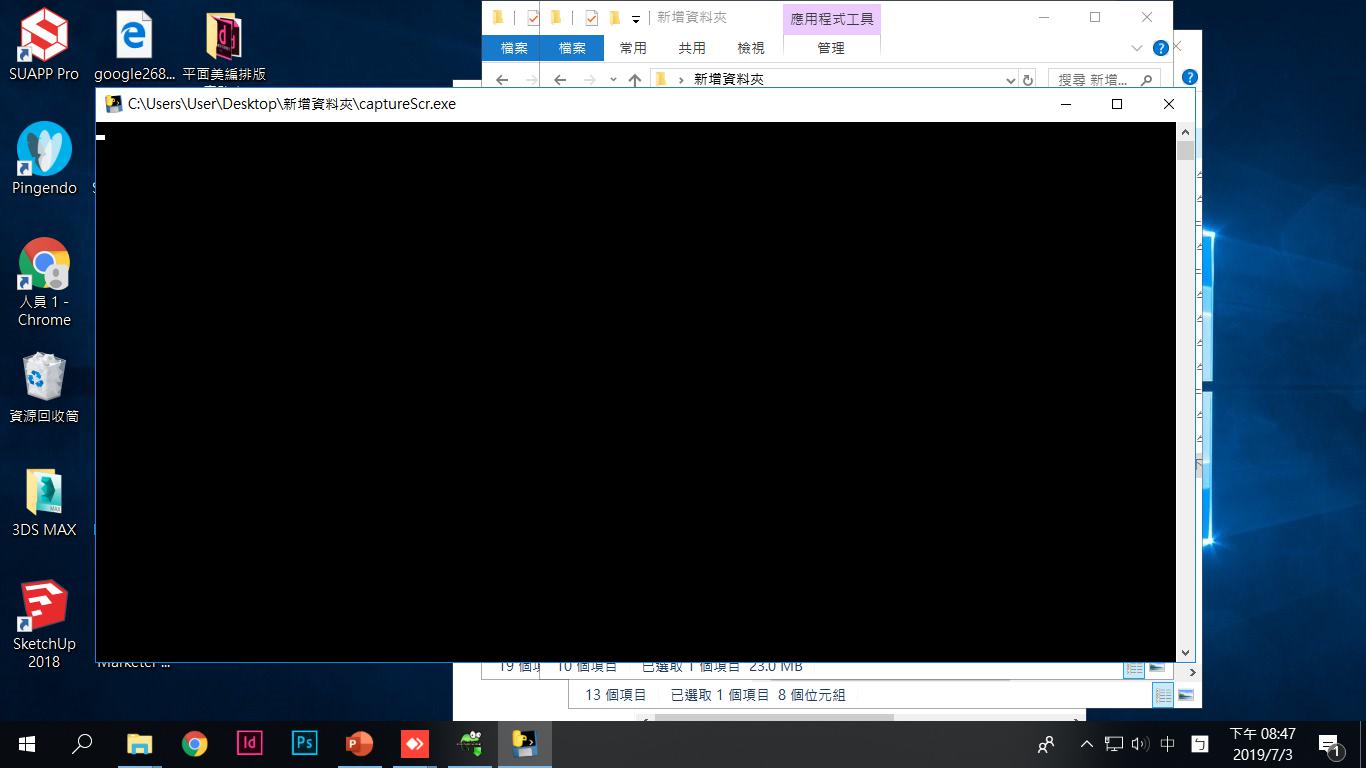 新增資料夾
應用程式工具
檔案
檔案
常用
共用
檢視
管理
新增資料夾
搜尋 新增...
C:\Users\User\Desktop\新增資料夾\captureScr.exe
SUAPP Pro
google268...
平面美編排版
Pingendo
人員 1 -
Chrome
資源回收筒
3DS MAX
SketchUp
2018
19 個項
10 個項目
已選取 1 個項目 23.0 MB
13 個項目
已選取 1 個項目 8 個位元組
Id
Ps
中
ㄅ
下午 08:47
2019/7/3
1